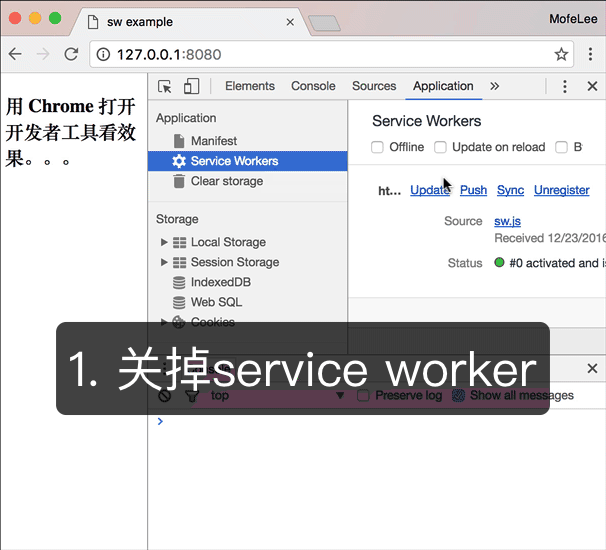 sw example
MofeLee
127.0.0.1:8080
用 Chrome 打开
开发者工具看效
果。。。
Elements Console Sources Application »
Application
Manifest
Service Workers
Clear storage
Storage
Local Storage
Session Storage
IndexedDB
Web SQL
Cookies
Service Workers
Offline Update on reload B
ht... Update Push Sync Unregister
Source sw.js
Received 12/23/2016
Status #0 activated and is
1. 关掉service worker
top Preserve log Show all messages